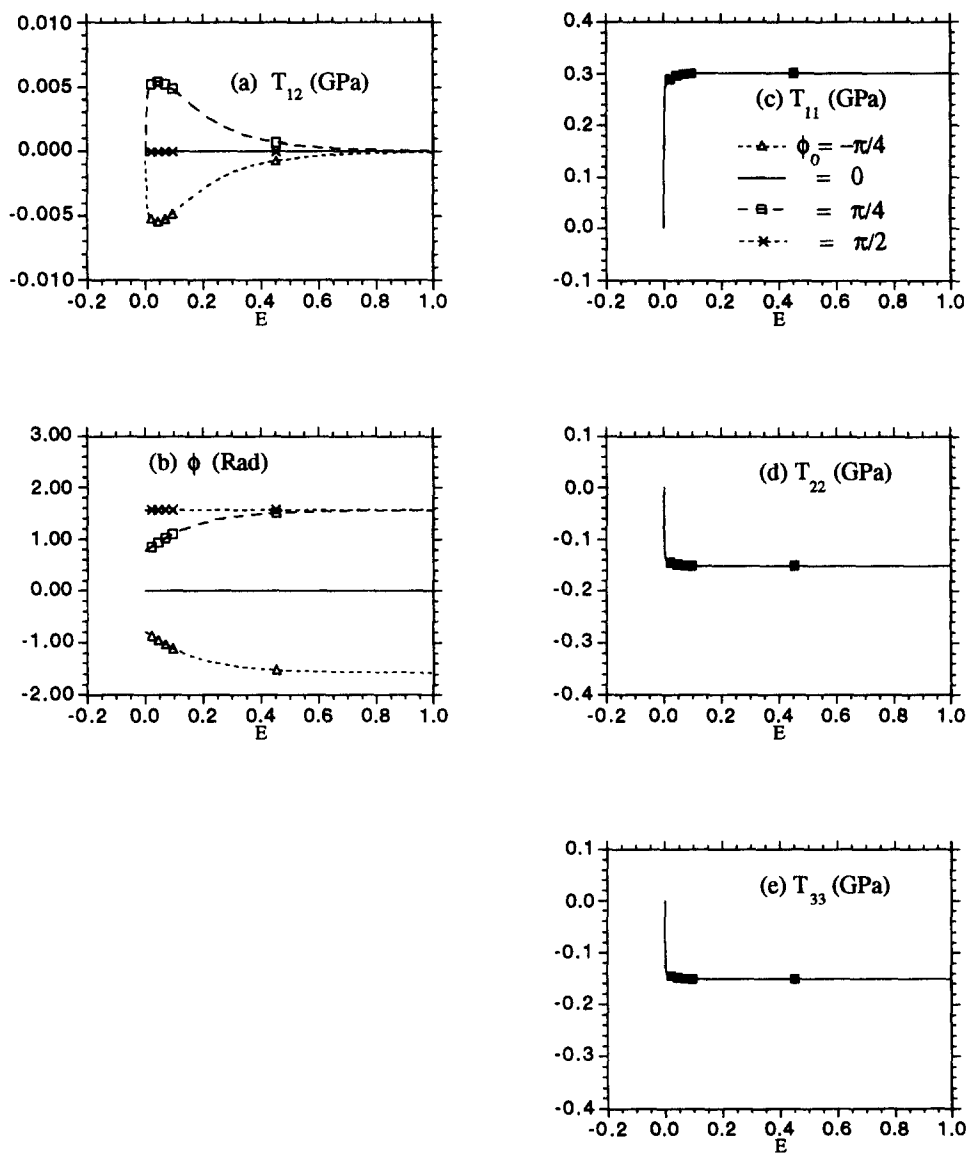 0.010
0.005
0.000
-0.005
-0.010
(a) T12 (GPa)
-0.2 0.0 0.2 0.4 0.6 0.8 1.0
E
0.4
0.3
0.2
0.1
0.0
-0.1
(c) T11 (GPa)
ϕ0 = -π/4
= 0
= π/4
= π/2
-0.2 0.0 0.2 0.4 0.6 0.8 1.0
E
3.00
2.00
1.00
0.00
-1.00
-2.00
(b) ϕ (Rad)
-0.2 0.0 0.2 0.4 0.6 0.8 1.0
E
0.1
0.0
-0.1
-0.2
-0.3
-0.4
(d) T22 (GPa)
-0.2 0.0 0.2 0.4 0.6 0.8 1.0
E
0.1
0.0
-0.1
-0.2
-0.3
-0.4
(e) T33 (GPa)
-0.2 0.0 0.2 0.4 0.6 0.8 1.0
E